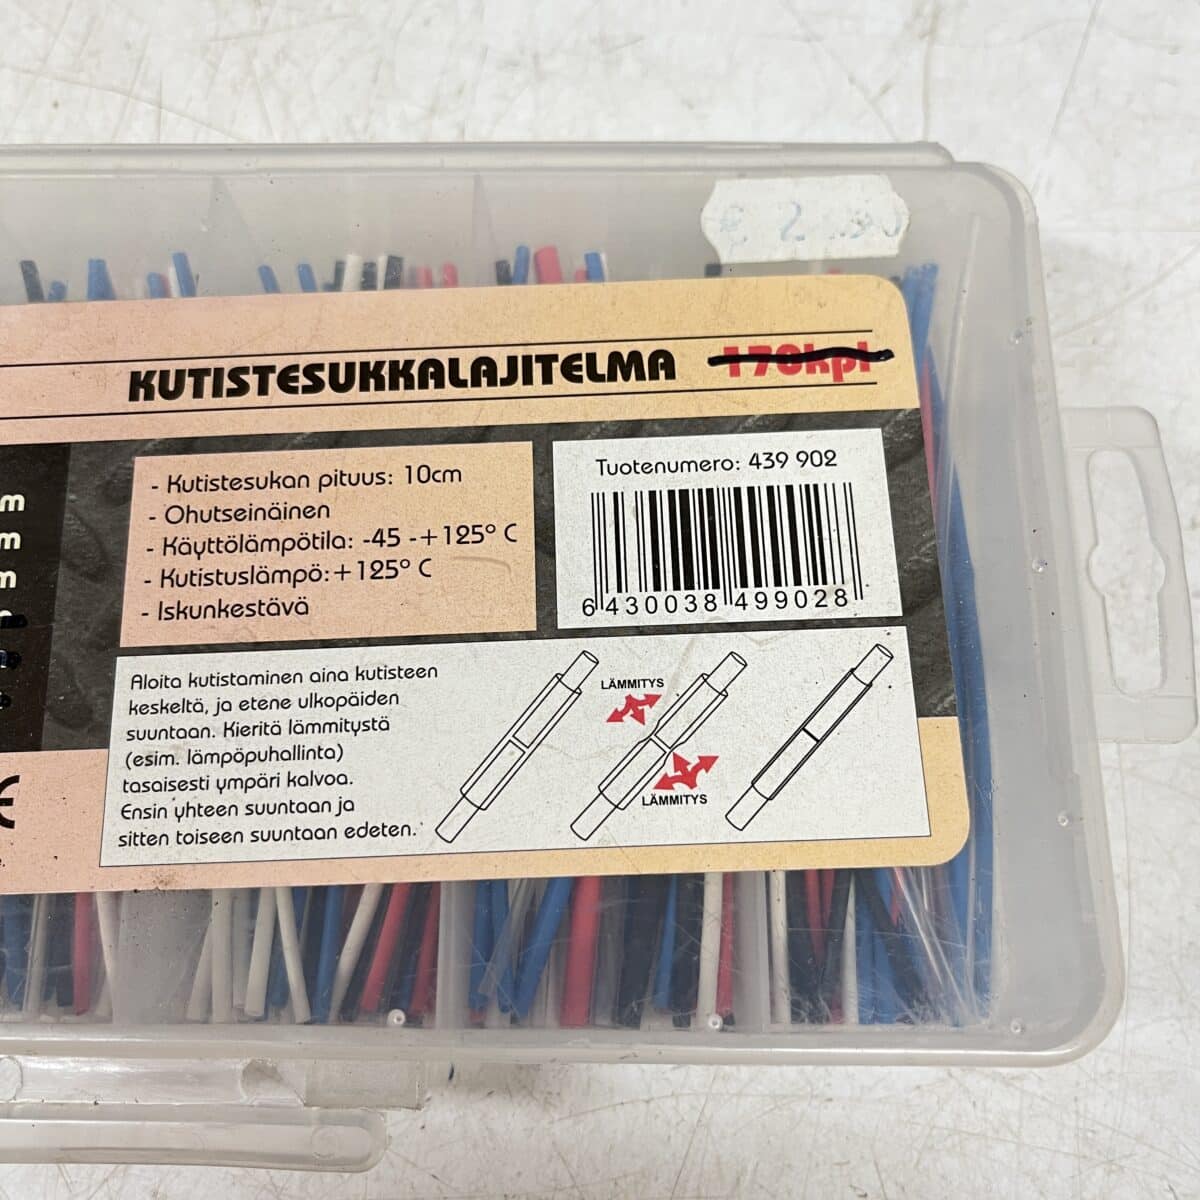 KUTISTESUKKALAJITELMA 170kpl
m
m
m
- Kutistesukan pituus: 10cm
- Ohutseinäinen
- Käyttölämpötila: -45 -+125° C
- Kutistuslämpö:+125° C
- Iskunkestävä
Tuotenumero: 439 902
6 430038 499028
Aloita kutistaminen aina kutisteen
keskeltä, ja etene ulkopäiden
suuntaan. Kieritä lämmitystä
(esim. lämpöpuhallinta)
tasaisesti ympäri kalvoa.
Ensin yhteen suuntaan ja
sitten toiseen suuntaan edeten.
LÄMMITYS
LÄMMITYS